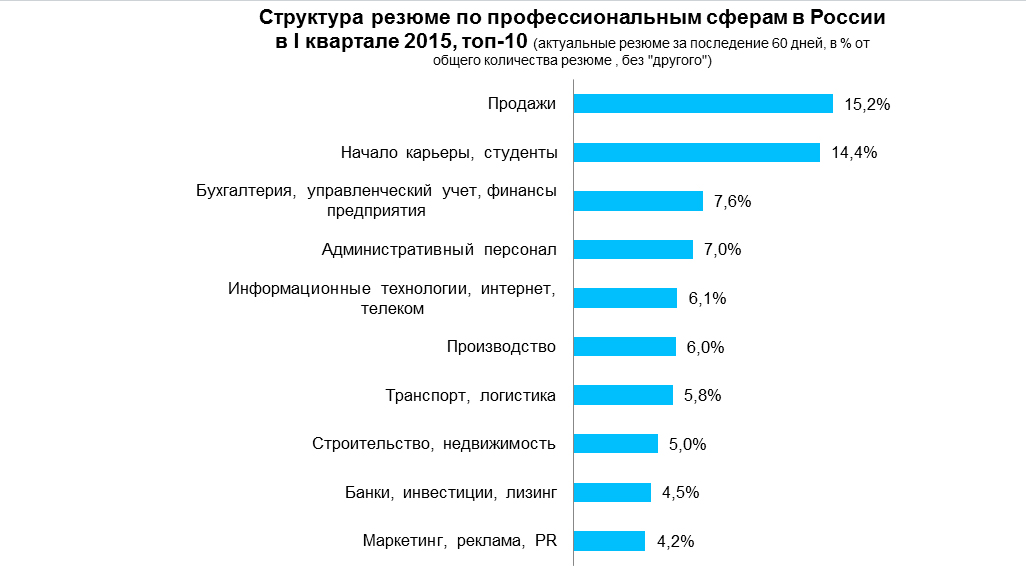 Структура резюме по профессиональным сферам в России
в I квартале 2015, топ-10 (актуальные резюме за последение 60 дней, в % от
общего количества резюме , без "другого")
Продажи 15,2%
Начало карьеры, студенты 14,4%
Бухгалтерия, управленческий учет, финансы
предприятия 7,6%
Административный персонал 7,0%
Информационные технологии, интернет,
телеком 6,1%
Производство 6,0%
Транспорт, логистика 5,8%
Строительство, недвижимость 5,0%
Банки, инвестиции, лизинг 4,5%
Маркетинг, реклама, PR 4,2%